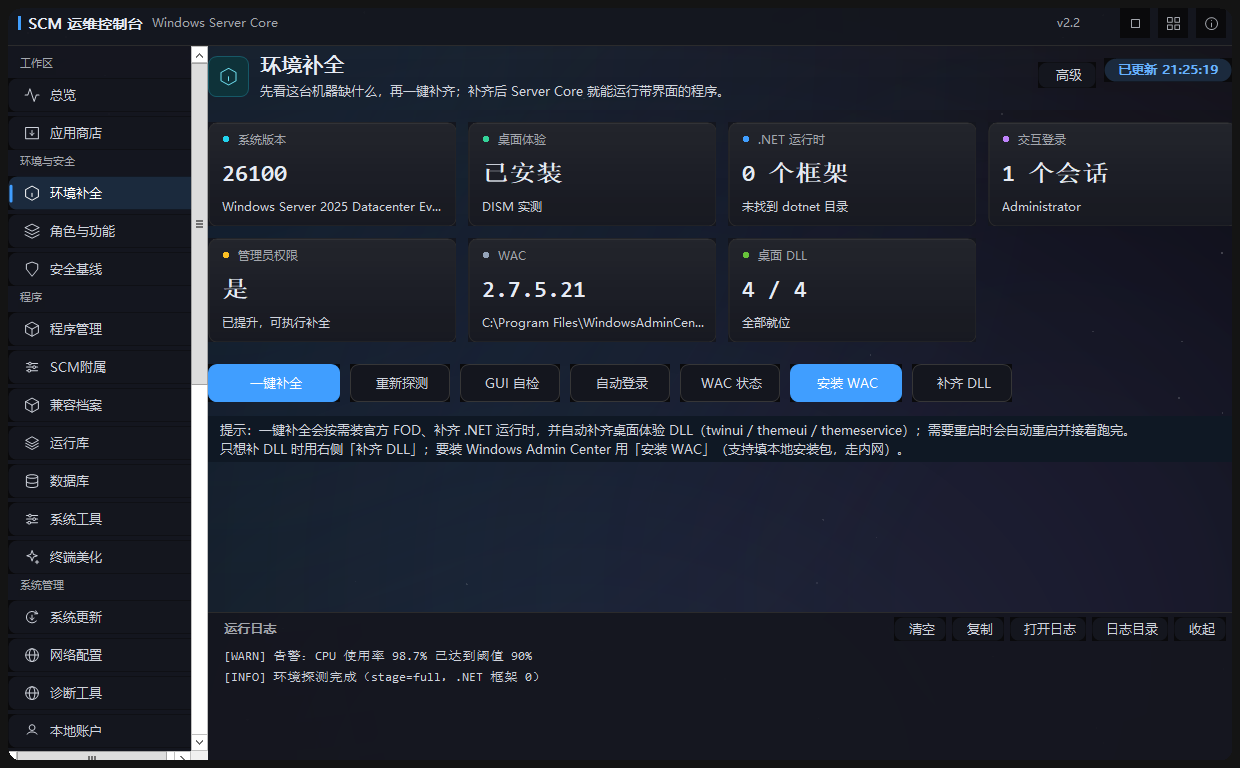 SCM 运维控制台 Windows Server Core v2.2
工作区
总览
应用商店
环境与安全
环境补全
角色与功能
安全基线
程序
程序管理
SCM附属
兼容档案
运行库
数据库
系统工具
终端美化
系统管理
系统更新
网络配置
诊断工具
本地账户
环境补全
先看这台机器缺什么，再一键补齐；补齐后 Server Core 就能运行带界面的程序。
高级
已更新 21:25:19
系统版本
26100
Windows Server 2025 Datacenter Ev...
桌面体验
已安装
DISM 实测
.NET 运行时
0 个框架
未找到 dotnet 目录
交互登录
1 个会话
Administrator
管理员权限
是
已提升，可执行补全
WAC
2.7.5.21
C:\Program Files\WindowsAdminCen...
桌面 DLL
4 / 4
全部就位
一键补全 重新探测 GUI 自检 自动登录 WAC 状态 安装 WAC 补齐 DLL
提示：一键补全会按需装官方 FOD、补齐 .NET 运行时，并自动补齐桌面体验 DLL（twinui / themeui / themeservice）；需要重启时会自动重启并接着跑完。
只想补 DLL 时用右侧「补齐 DLL」；要装 Windows Admin Center 用「安装 WAC」（支持填本地安装包，走内网）。
运行日志 清空 复制 打开日志 日志目录 收起
[WARN] 告警: CPU 使用率 98.7% 已达到阈值 90%
[INFO] 环境探测完成（stage=full, .NET 框架 0）